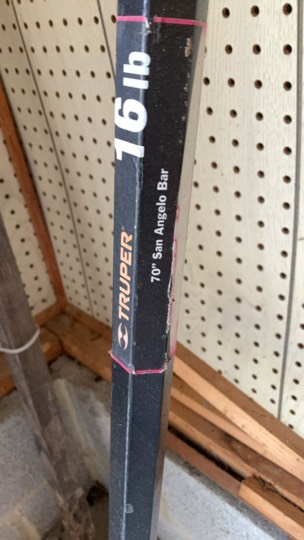 16 lb
TRUPER
70" San Angelo Bar